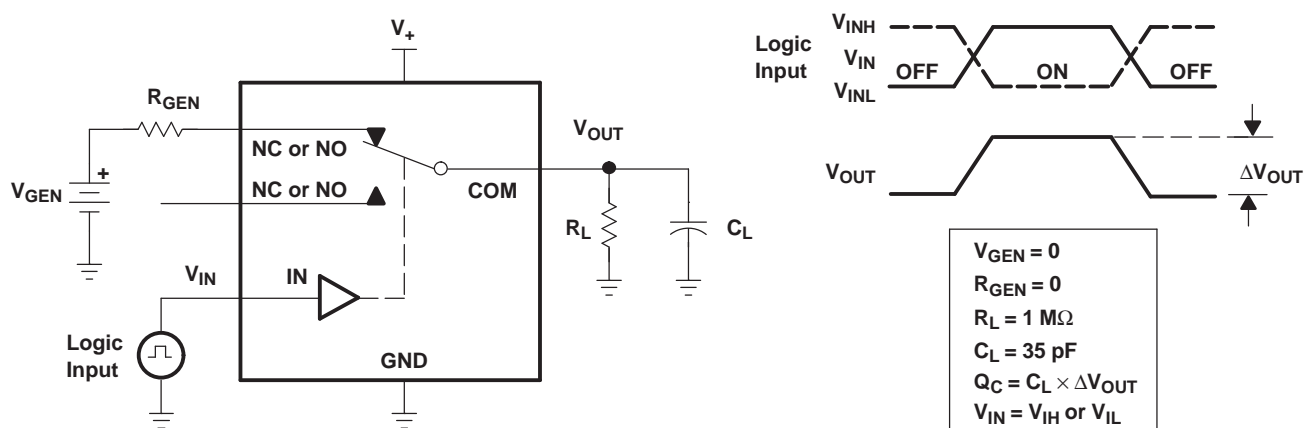 V+
RGEN
VGEN
+
NC or NO
NC or NO
COM
VOUT
RL
CL
VIN
IN
Logic
Input
GND
Logic
Input
VINH
VIN
VINL
OFF
ON
OFF
VOUT
ΔVOUT
VGEN = 0
RGEN = 0
RL = 1 MΩ
CL = 35 pF
QC = CL × ΔVOUT
VIN = VIH or VIL